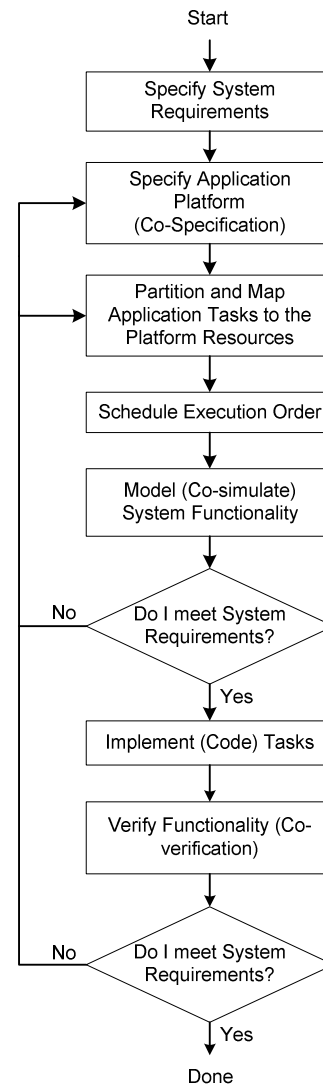 Start
Specify System
Requirements
Specify Application
Platform
(Co-Specification)
Partition and Map
Application Tasks to the
Platform Resources
Schedule Execution Order
Model (Co-simulate)
System Functionality
No
Do I meet System
Requirements?
Yes
Implement (Code) Tasks
Verify Functionality (Co-
verification)
No
Do I meet System
Requirements?
Yes
Done